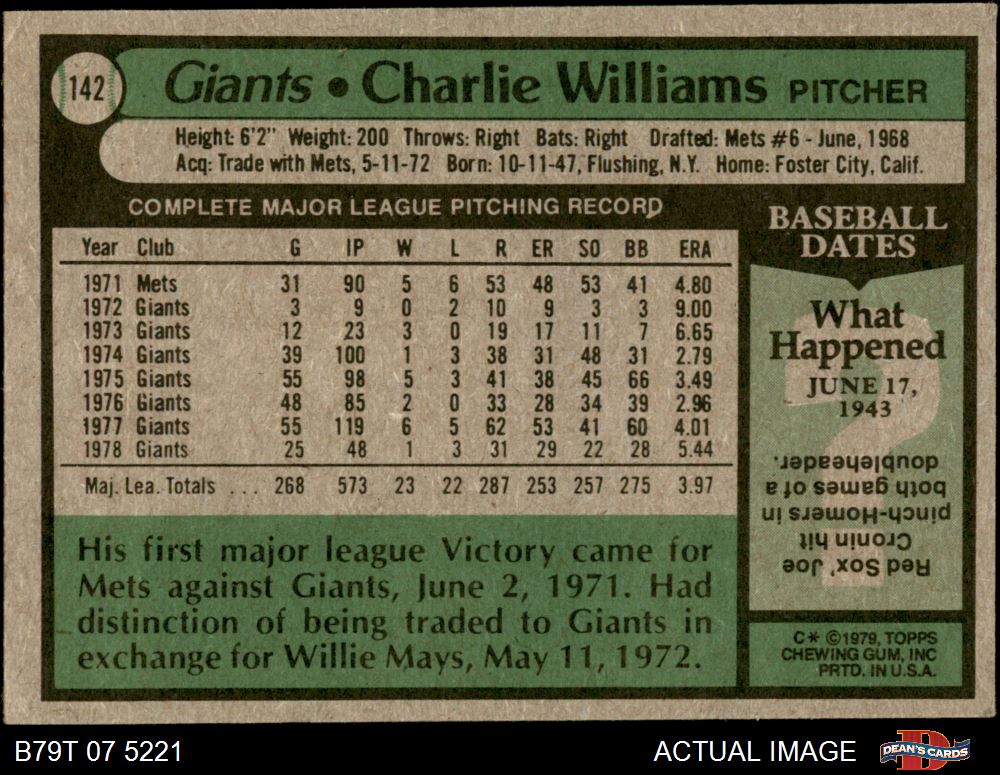 142
Giants • Charlie Williams PITCHER
Height: 6'2" Weight: 200 Throws: Right Bats: Right Drafted: Mets #6 - June, 1968
Acq: Trade with Mets, 5-11-72 Born: 10-11-47, Flushing, N.Y. Home: Foster City, Calif.
COMPLETE MAJOR LEAGUE PITCHING RECORD
Year Club G IP W L R ER SO BB ERA
1971 Mets 31 90 5 6 53 48 53 41 4.80
1972 Giants 3 9 0 2 10 9 3 3 9.00
1973 Giants 12 23 3 0 19 17 11 7 6.65
1974 Giants 39 100 1 3 38 31 48 31 2.79
1975 Giants 55 98 5 3 41 38 45 66 3.49
1976 Giants 48 85 2 0 33 28 34 39 2.96
1977 Giants 55 119 6 5 62 53 41 60 4.01
1978 Giants 25 48 1 3 31 29 22 28 5.44
Maj. Lea. Totals ... 268 573 23 22 287 253 257 275 3.97
His first major league Victory came for
Mets against Giants, June 2, 1971. Had
distinction of being traded to Giants in
exchange for Willie Mays, May 11, 1972.
BASEBALL
DATES
What
Happened
JUNE 17,
1943
?
Red Sox' Joe
Cronin hit
pinch-Homers in
both games of a
doubleheader.
C* ©1979, TOPPS
CHEWING GUM, INC
PRTD. IN U.S.A.
B79T 07 5221
ACTUAL IMAGE
D
DEAN'S CARDS